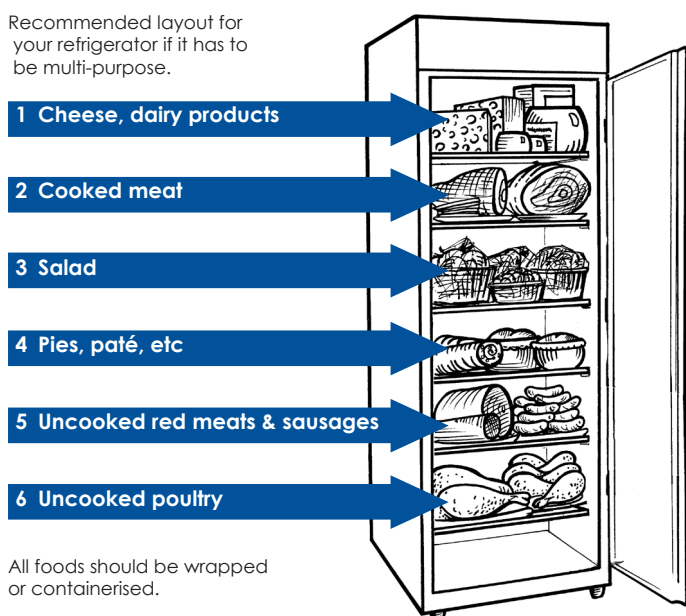 Recommended layout for
your refrigerator if it has to
be multi-purpose.
1 Cheese, dairy products
2 Cooked meat
3 Salad
4 Pies, paté, etc
5 Uncooked red meats & sausages
6 Uncooked poultry
All foods should be wrapped
or containerised.